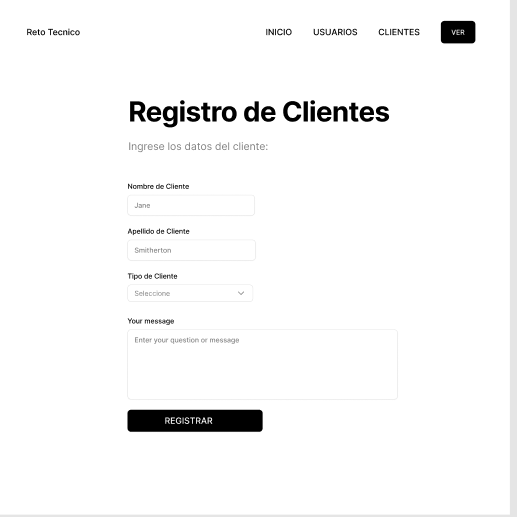 Reto Tecnico
INICIO
USUARIOS
CLIENTES
VER
Registro de Clientes
Ingrese los datos del cliente:
Nombre de Cliente
Jane
Apellido de Cliente
Smitherton
Tipo de Cliente
Seleccione
Your message
Enter your question or message
REGISTRAR